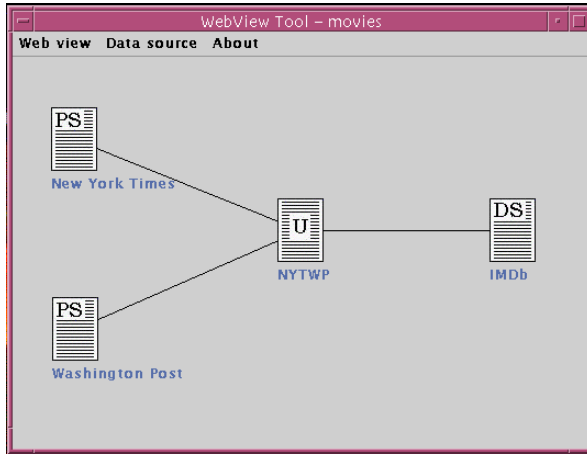 WebView Tool – movies
Web view Data source About
PS
New York Times
U
NYTWP
DS
IMDb
PS
Washington Post